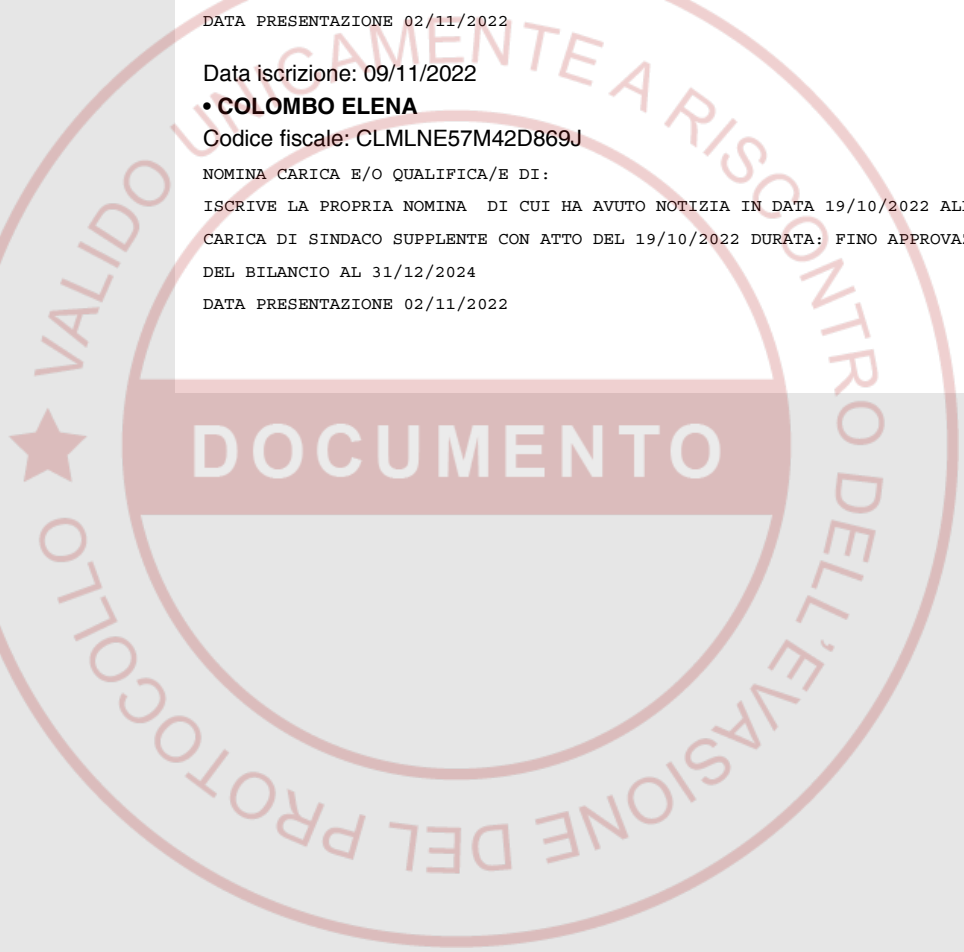 DATA PRESENTAZIONE 02/11/2022
Data iscrizione: 09/11/2022
• COLOMBO ELENA
Codice fiscale: CLMLNE57M42D869J
NOMINA CARICA E/O QUALIFICA/E DI:
ISCRIVE LA PROPRIA NOMINA DI CUI HA AVUTO NOTIZIA IN DATA 19/10/2022
CARICA DI SINDACO SUPPLENTE CON ATTO DEL 19/10/2022 DURATA: FINO
DEL BILANCIO AL 31/12/2024
DATA PRESENTAZIONE 02/11/2022
DOCUMENTO
VALIDO UNICAMENTE A RISCONTRO DELL'EVASIONE DEL PROTOCOLLO